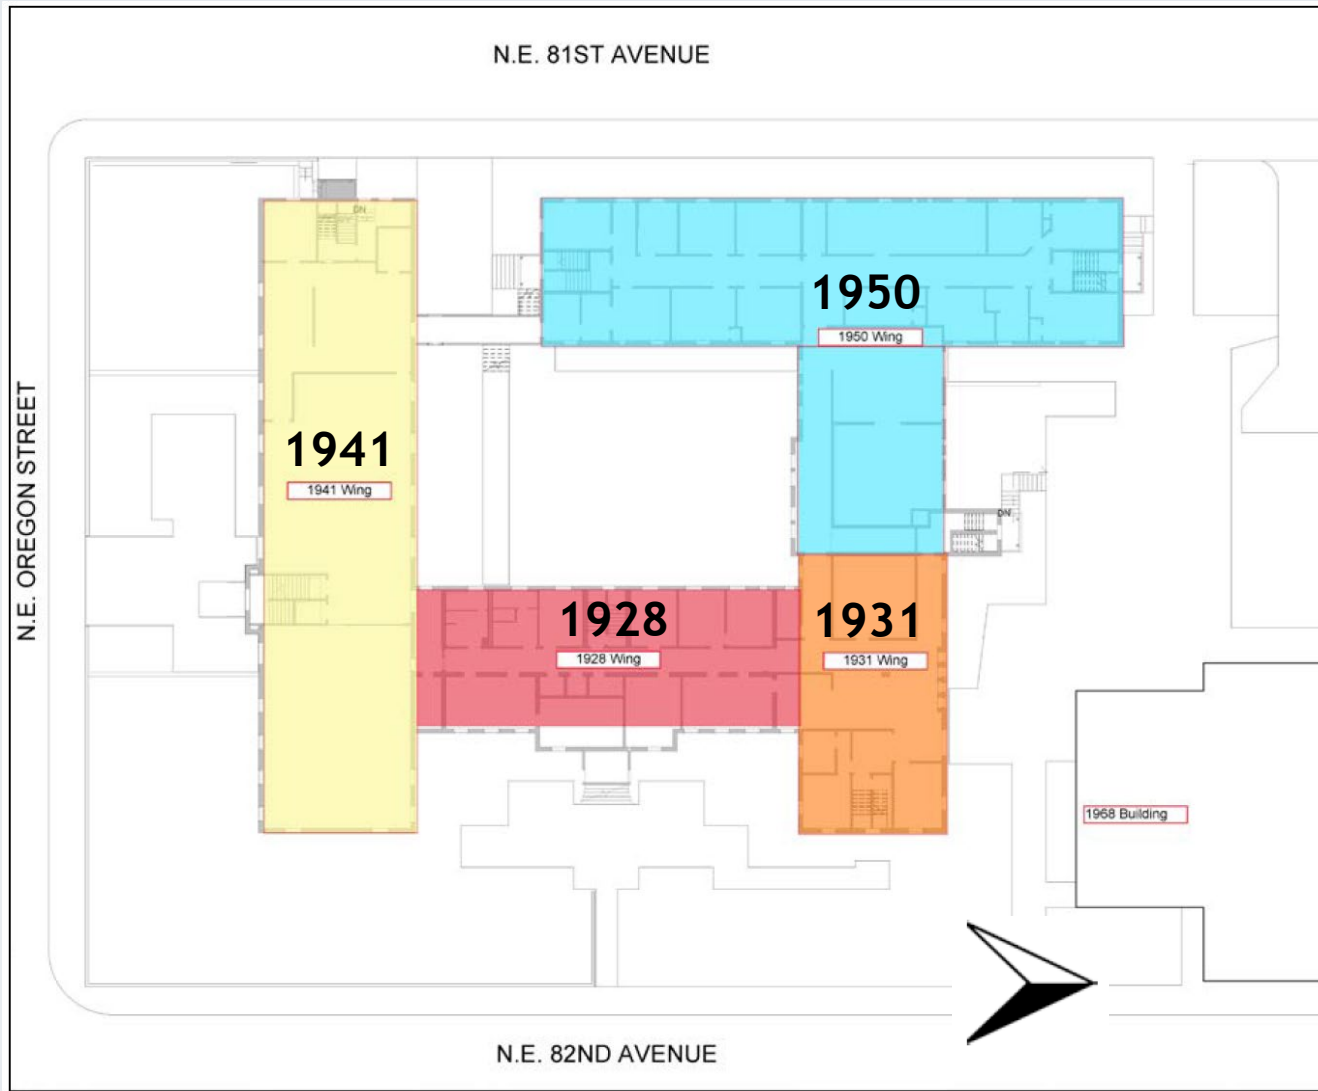 N.E. 81ST AVENUE
DN
1950
1950 Wing
N.E. OREGON STREET
1941
1941 Wing
DN
1928
1928 Wing
1931
1931 Wing
1968 Building
N.E. 82ND AVENUE